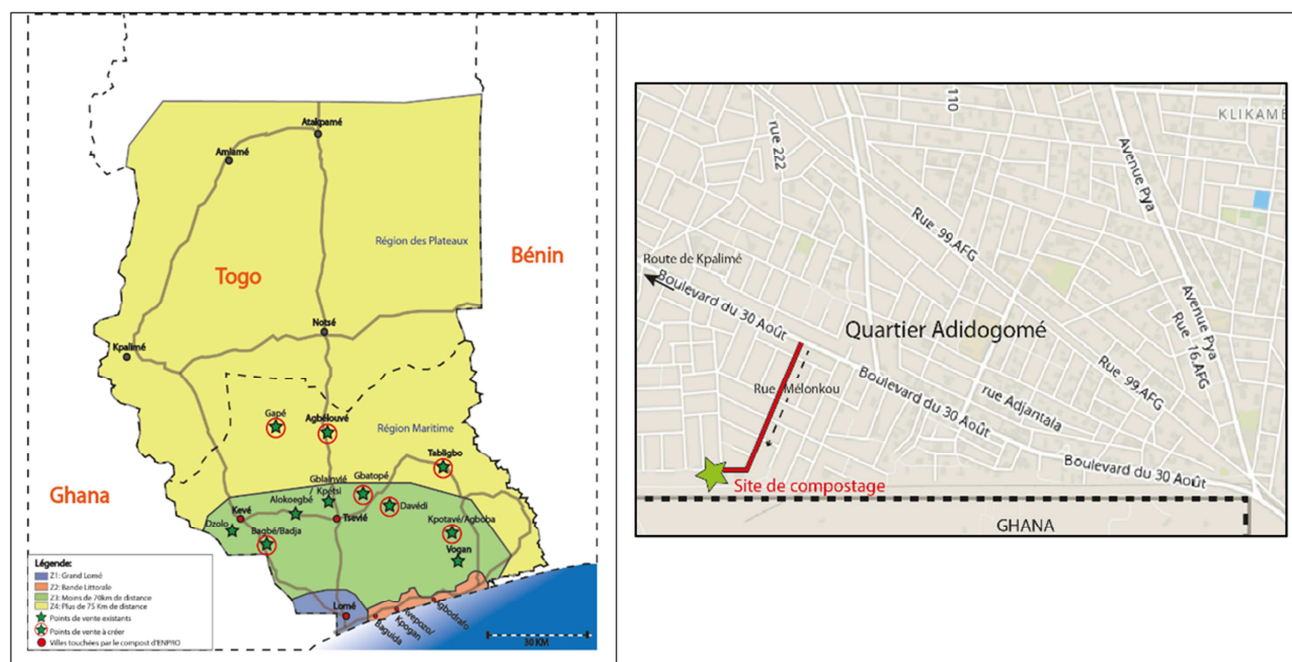 Atakpamé
Amlamé
Région des Plateaux
Bénin
Togo
Notsé
Kpalimé
Gapé
Agbélouvé
Région Maritime
Tabligbo
Ghana
Gblainvié
Gbatopé
Kpétsi
Alokoegbé
Davédi
Kevé
Tsevié
Dzolo
Bagbé/Badja
Kpotavé/Agboba
Vogan
Légende:
Z1: Grand Lomé
Z2: Bande Littorale
Z3: Moins de 70km de distance
Z4: Plus de 75 Km de distance
Points de vente existants
Points de vente à créer
Villes touchées par le compost d'ENPRO
Lomé
Baguida
Avepozo/
Kpogan
Agbodrafo
30 KM
110
KLIKAMÉ
rue 222
Avenue Pya
Rue 99.AFG
Route de Kpalimé
Boulevard du 30 Août
Quartier Adidogomé
Avenue Pya
Rue 16.AFG
Rue Mélonkou
Boulevard du 30 Août
rue Adjantala
Rue 99.AFG
Boulevard du 30 Août
Site de compostage
GHANA